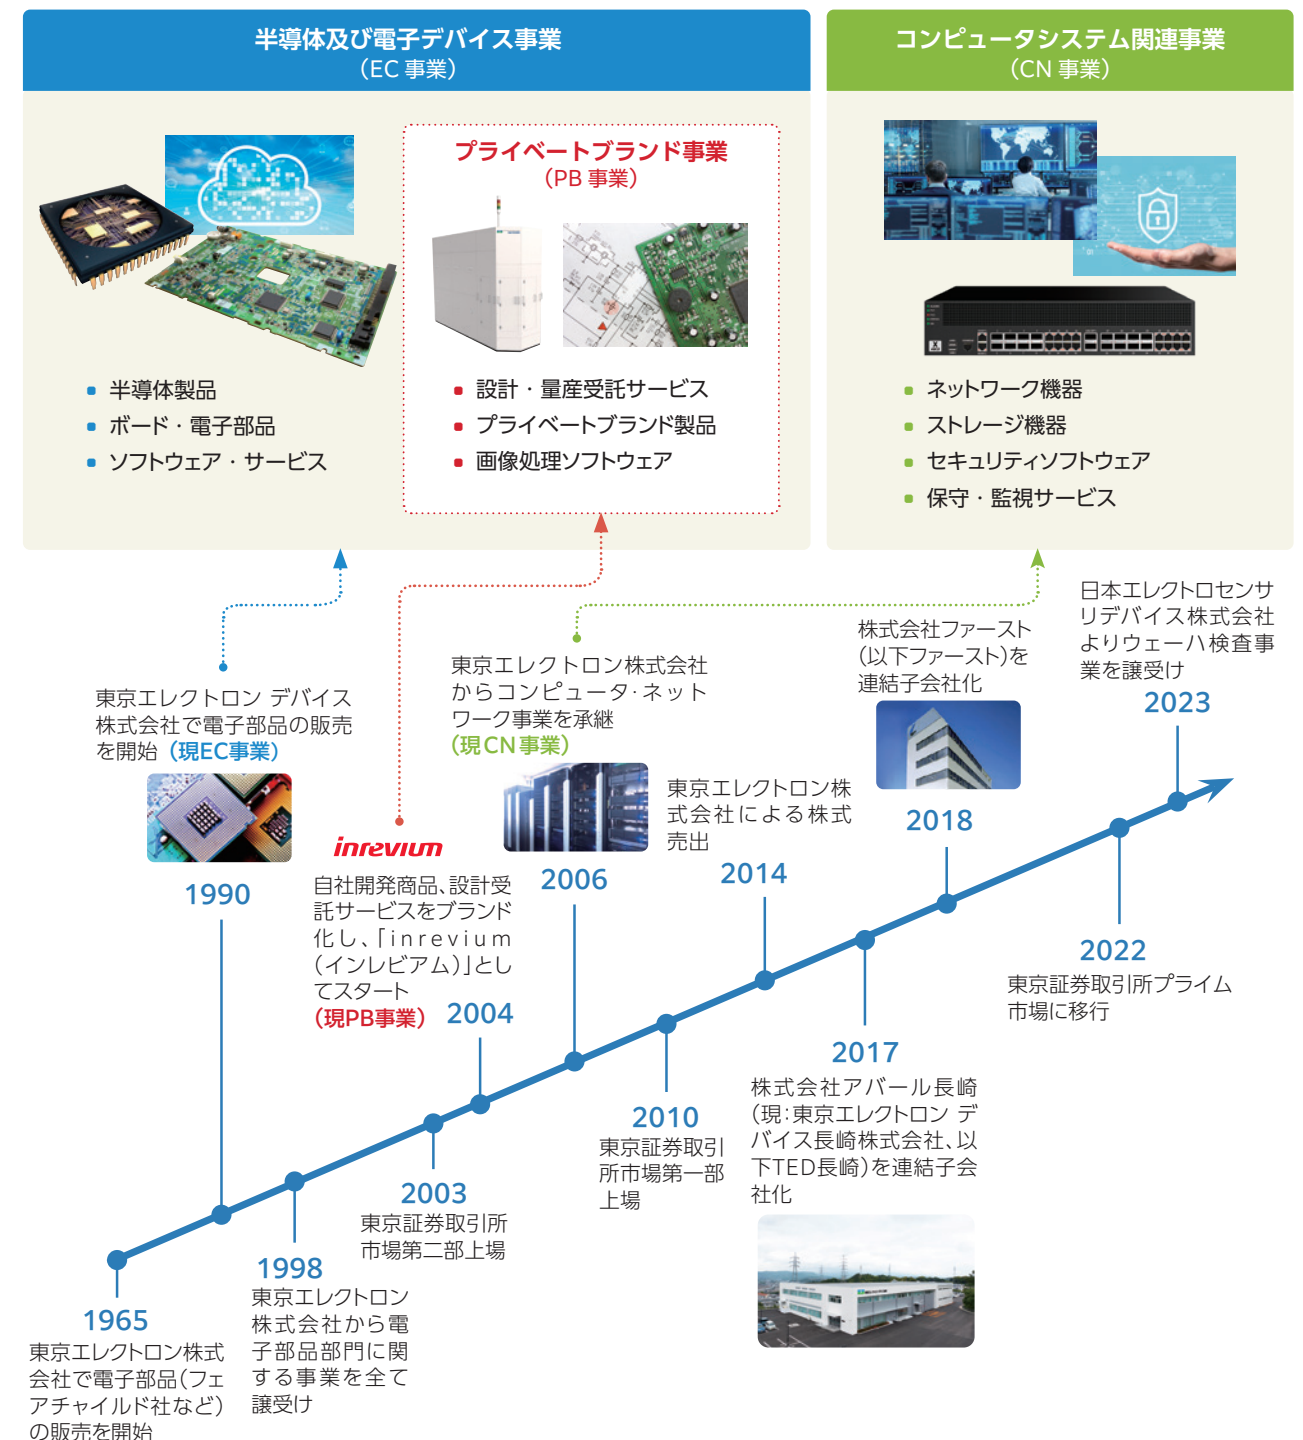 半導体及び電子デバイス事業
（EC 事業）
コンピュータシステム関連事業
（CN 事業）
プライベートブランド事業
（PB 事業）
半導体製品
ボード・電子部品
ソフトウェア・サービス
設計・量産受託サービス
プライベートブランド製品
画像処理ソフトウェア
ネットワーク機器
ストレージ機器
セキュリティソフトウェア
保守・監視サービス
東京エレクトロン デバイス
株式会社で電子部品の販売
を開始（現EC事業）
1990
inrevium
自社開発商品、設計受
託サービスをブランド
化し、「inrevium
（インレビアム）」とし
てスタート
（現PB事業）
2004
東京エレクトロン株式会社
からコンピュータ・ネット
ワーク事業を承継
（現CN事業）
2006
東京エレクトロン株
式会社による株式
売出
2014
株式会社ファースト
（以下ファースト）を
連結子会社化
2018
日本エレクトロセンサ
リデバイス株式会社
よりウェーハ検査事
業を譲受け
2023
1965
東京エレクトロン株式
会社で電子部品（フェ
アチャイルド社など）
の販売を開始
1998
東京エレクトロン
株式会社から電
子部品部門に関
する事業を全て
譲受け
2003
東京証券取引所
市場第二部上場
2010
東京証券取引
所市場第一部
上場
2017
株式会社アバール長崎
（現：東京エレクトロン デ
バイス長崎株式会社、以
下TED長崎）を連結子会
社化
2022
東京証券取引所プライム
市場に移行